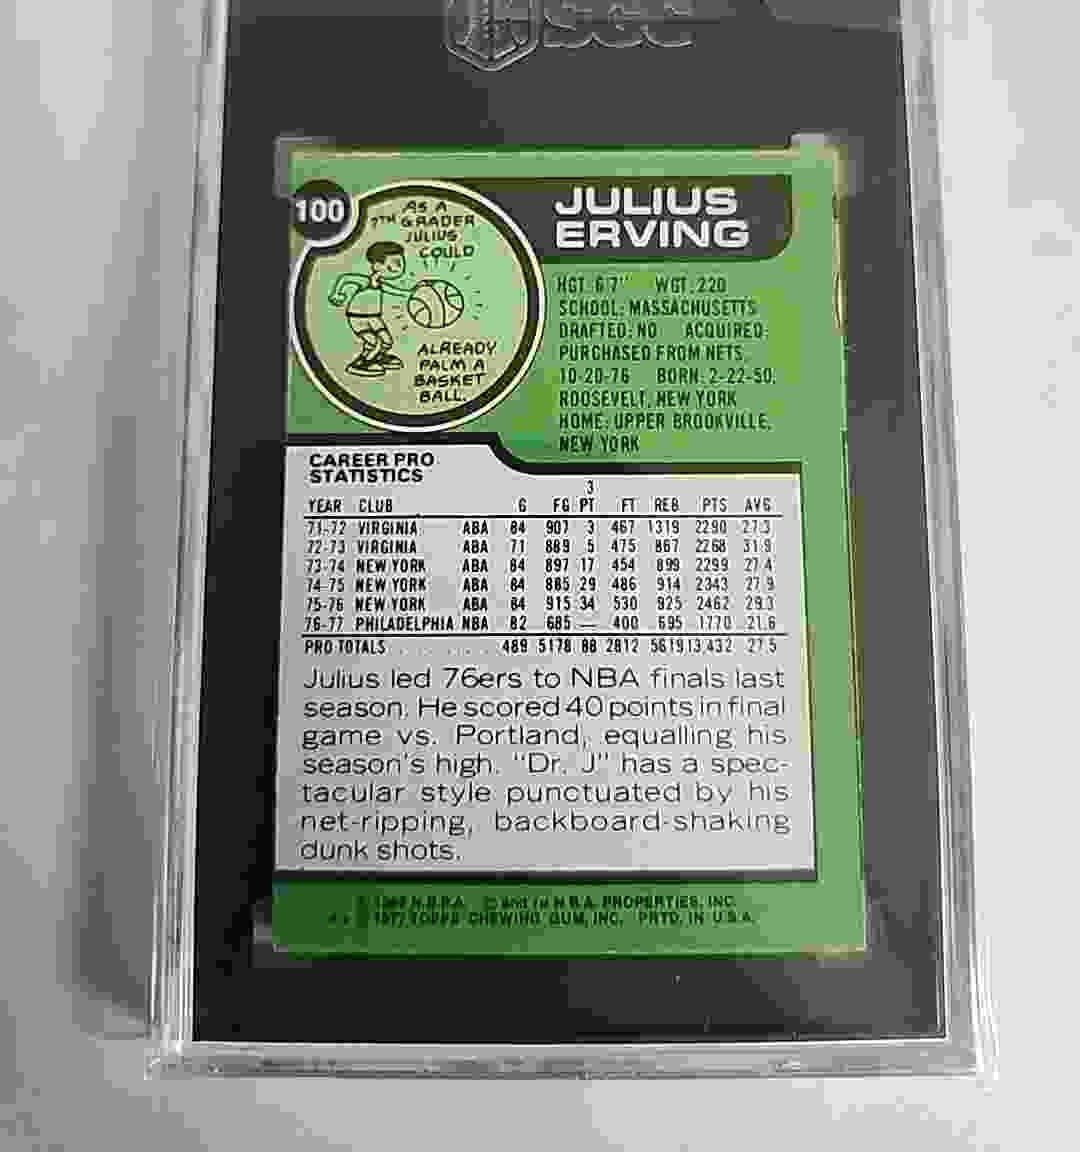 SGC
100
AS A
7TH GRADER
JULIUS
COULD
ALREADY
PALM A
BASKET
BALL.
JULIUS
ERVING
HGT: 6'7" WGT: 220
SCHOOL: MASSACHUSETTS
DRAFTED: NO ACQUIRED:
PURCHASED FROM NETS,
10-20-76 BORN: 2-22-50,
ROOSEVELT, NEW YORK
HOME: UPPER BROOKVILLE,
NEW YORK
CAREER PRO
STATISTICS
YEAR CLUB G FG 3 PT FT REB PTS AVG
71-72 VIRGINIA ABA 84 907 3 467 1319 2290 27.3
72-73 VIRGINIA ABA 71 889 5 475 867 2268 31.9
73-74 NEW YORK ABA 84 897 17 454 899 2299 27.4
74-75 NEW YORK ABA 84 885 29 486 914 2343 27.9
75-76 NEW YORK ABA 84 915 34 530 925 2462 29.3
76-77 PHILADELPHIA NBA 82 685 — 400 695 1770 21.6
PRO TOTALS . . . . . . . . . . 489 5178 88 2812 5619 13,432 27.5
Julius led 76ers to NBA finals last
season. He scored 40 points in final
game vs. Portland, equalling his
season's high. "Dr. J" has a spec-
tacular style punctuated by his
net-ripping, backboard-shaking
dunk shots.
N.B.P.A. © N.B.A. PROPERTIES, INC.
© 1977 TOPPS CHEWING GUM, INC. PRTD. IN U.S.A.